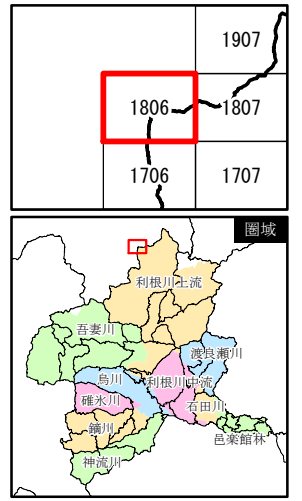 1907
1806
1807
1706
1707
圏域
利根川上流
吾妻川
渡良瀬川
烏川
利根川中流
碓氷川
石田川
鏑川
邑楽館林
神流川